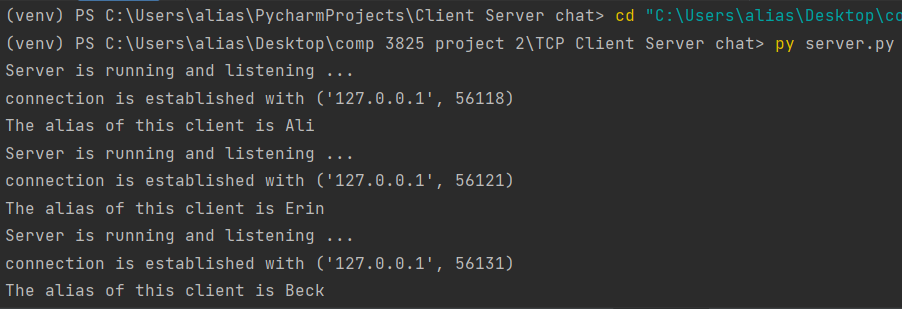 (venv) PS C:\Users\alias\PycharmProjects\Client Server chat> cd "C:\Users\alias\Desktop\co
(venv) PS C:\Users\alias\Desktop\comp 3825 project 2\TCP Client Server chat> py server.py
Server is running and listening ...
connection is established with ('127.0.0.1', 56118)
The alias of this client is Ali
Server is running and listening ...
connection is established with ('127.0.0.1', 56121)
The alias of this client is Erin
Server is running and listening ...
connection is established with ('127.0.0.1', 56131)
The alias of this client is Beck